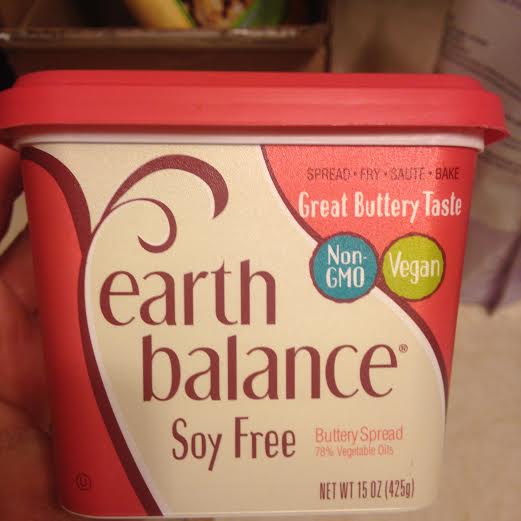 SPREAD • FRY • SAUTÉ • BAKE
Great Buttery Taste
Non-
GMO
Vegan
earth
balance®
Soy Free
Buttery Spread
78% Vegetable Oils
U
NET WT 15 OZ (425g)